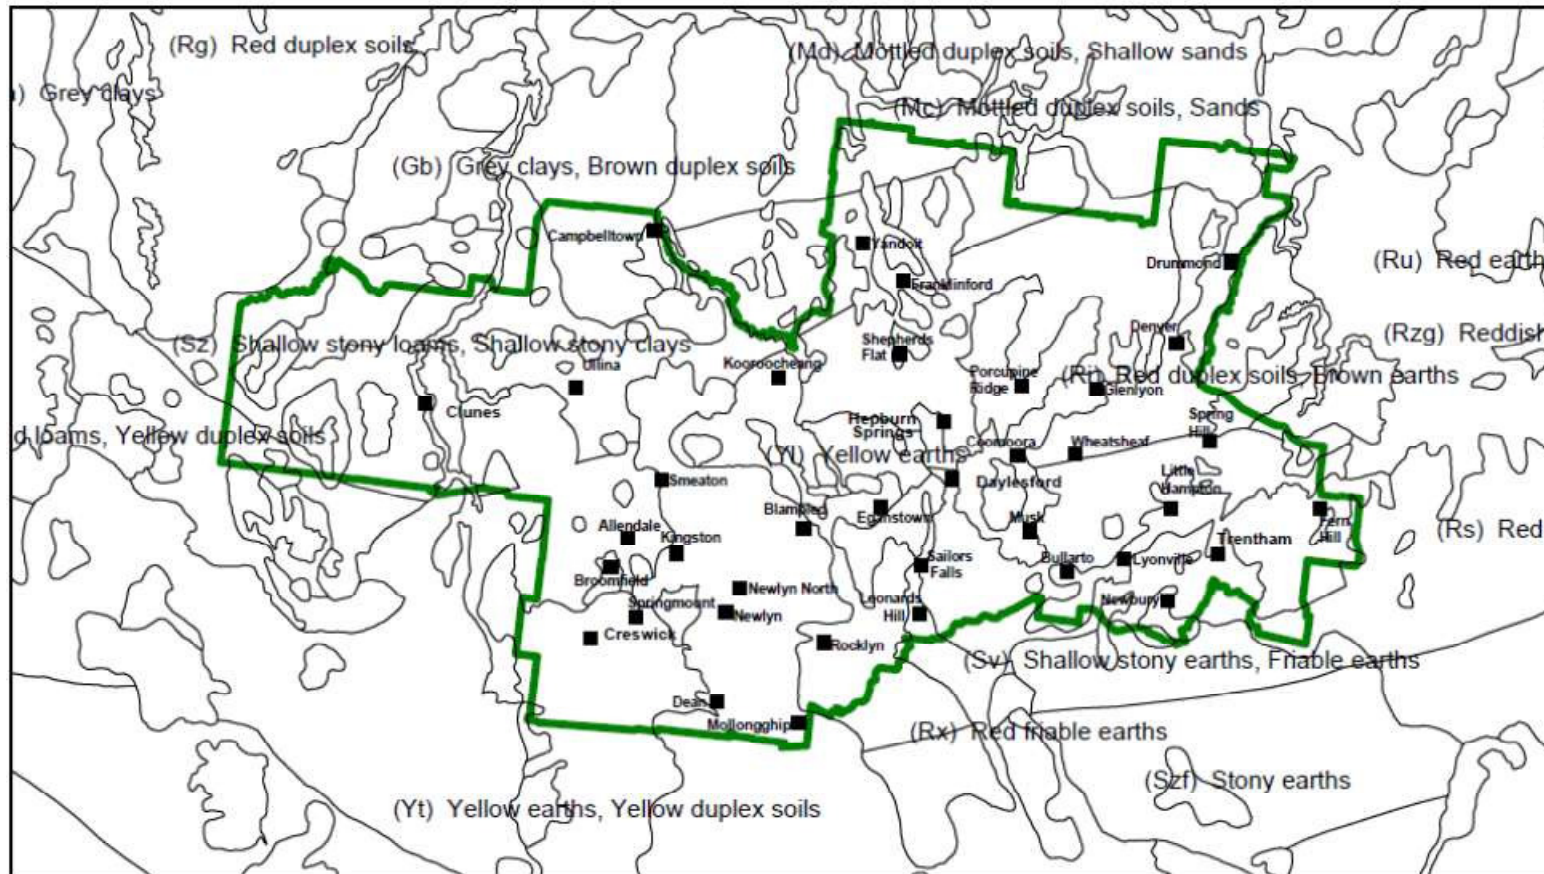 (Rg) Red duplex soils
(Md) Mottled duplex soils, Shallow sands
) Grey clays
(Mc) Mottled duplex soils, Sands
(Gb) Grey clays, Brown duplex soils
Campbelltown
Yandoit
Drummond
(Ru) Red earth
Franklinford
Denver
(Rzg) Reddish
(Sz) Shallow stony loams, Shallow stony clays
Shepherds
Flat
Ullina
Kooroocheang
Porcupine
Ridge
Red duplex soils, Brown earths
Glenlyon
Clunes
Spring
Hill
Hepburn
Springs
d loams, Yellow duplex soils
Coomoora
Wheatsheaf
(Yl) Yellow earths
Little
Hampton
Smeaton
Daylesford
Blampied
Eganstown
Musk
Fern
Hill
(Rs) Red
Allendale
Kingston
Trentham
Sailors
Falls
Bullarto
Lyonville
Broomfield
Newlyn North
Leonards
Hill
Newbury
Springmount
Newlyn
Creswick
Rocklyn
(Sv) Shallow stony earths, Friable earths
Dean
Mollongghip
(Rx) Red friable earths
(Szf) Stony earths
(Yt) Yellow earths, Yellow duplex soils